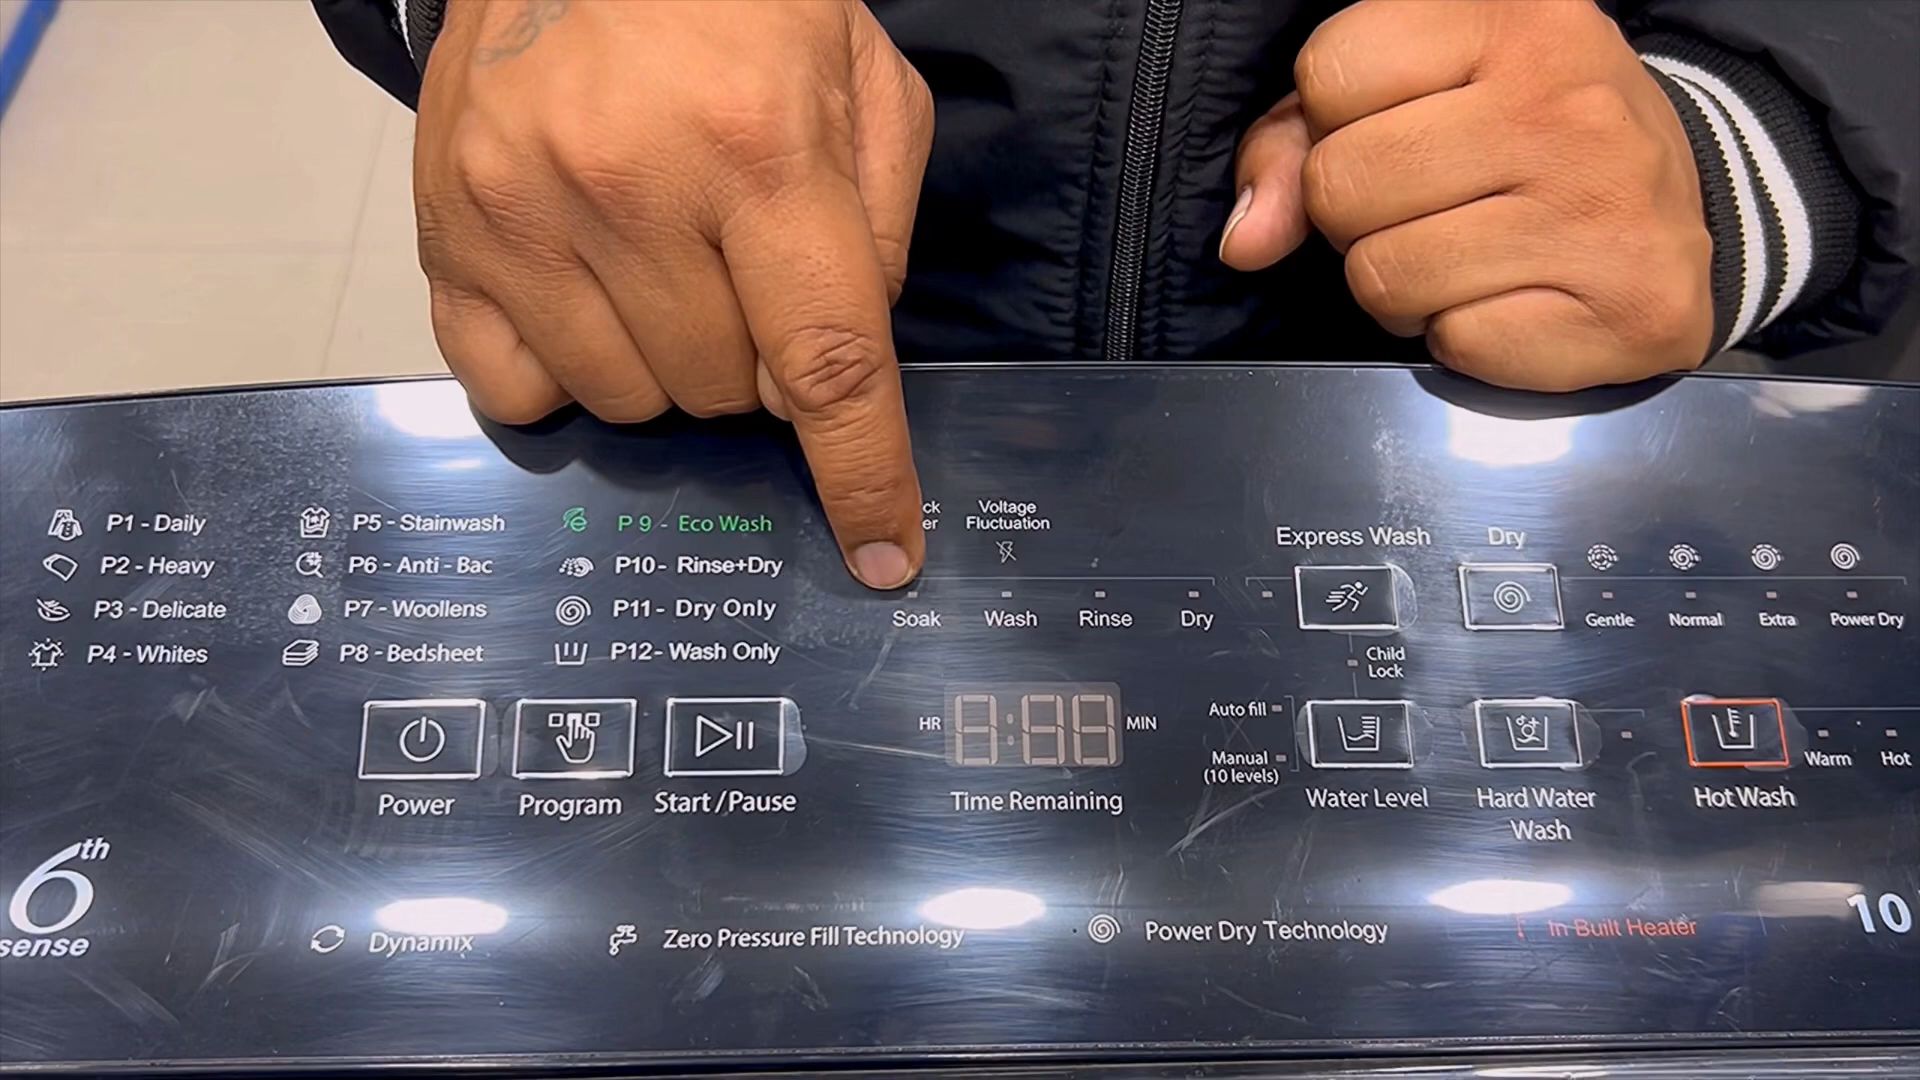 P1 - Daily
P2 - Heavy
P3 - Delicate
P4 - Whites
P5 - Stainwash
P6 - Anti - Bac
P7 - Woollens
P8 - Bedsheet
P 9 - Eco Wash
P10 - Rinse+Dry
P11 - Dry Only
P12 - Wash Only
Voltage
Fluctuation
Soak
Wash
Rinse
Dry
Express Wash
Dry
Gentle
Normal
Extra
Power Dry
Child
Lock
Power
Program
Start / Pause
HR
MIN
Time Remaining
Auto fill
Manual
(10 levels)
Water Level
Hard Water
Wash
Hot Wash
Warm
Hot
6th
sense
Dynamix
Zero Pressure Fill Technology
Power Dry Technology
In Built Heater
10